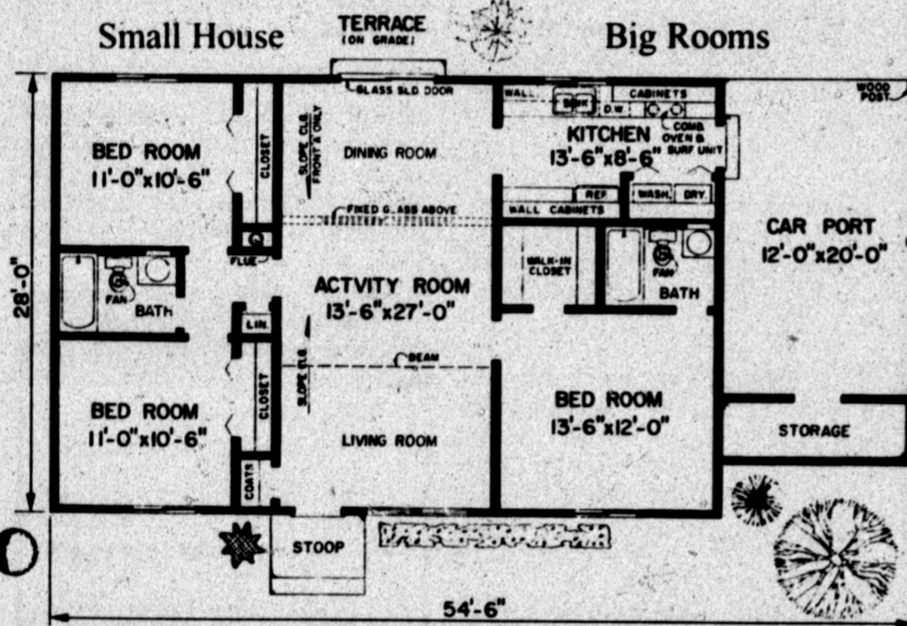 Small House
TERRACE
(ON GRADE)
Big Rooms
GLASS SLD. DOOR
WALL
SINK
D.W.
CABINETS
WOOD
POST
COMB.
OVEN &
SURF UNIT
KITCHEN
13'-6"x8'-6"
BED ROOM
11'-0"x10'-6"
CLOSET
SLOPE CLG.
FRONT A ONLY
DINING ROOM
REF.
WASH.
DRY.
WALL CABINETS
FIXED GLASS ABOVE
CAR PORT
12'-0"x20'-0"
FLUE
WALK-IN
CLOSET
FAN
BATH
FAN
BATH
ACTVITY ROOM
13'-6"x27'-0"
28'-0"
LIN.
SLOPE CLG.
BEAM
BED ROOM
11'-0"x10'-6"
CLOSET
LIVING ROOM
BED ROOM
13'-6"x12'-0"
STORAGE
COATS
STOOP
54'-6"